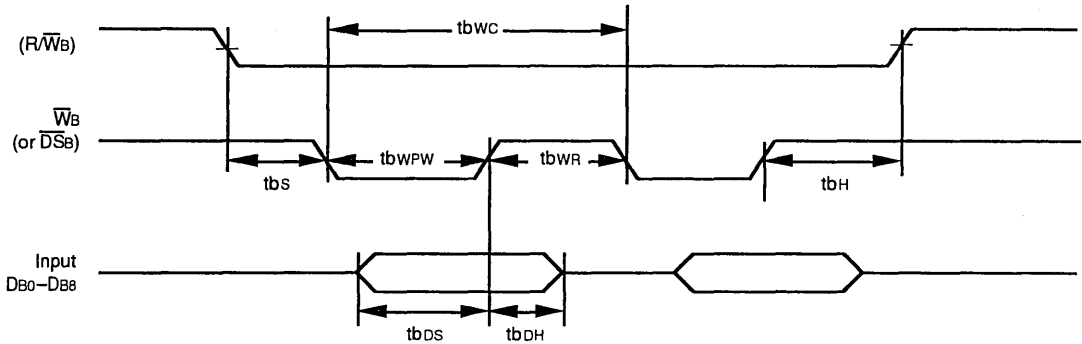 tbWC
(R/W̅B)
W̅B
(or D̅S̅B)
tbWPW
tbWR
tbS
tbH
Input
DB0–DB8
tbDS
tbDH